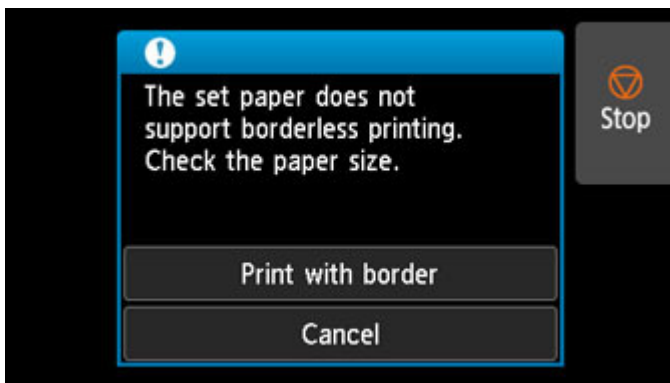 The set paper does not
support borderless printing.
Check the paper size.
Stop
Print with border
Cancel